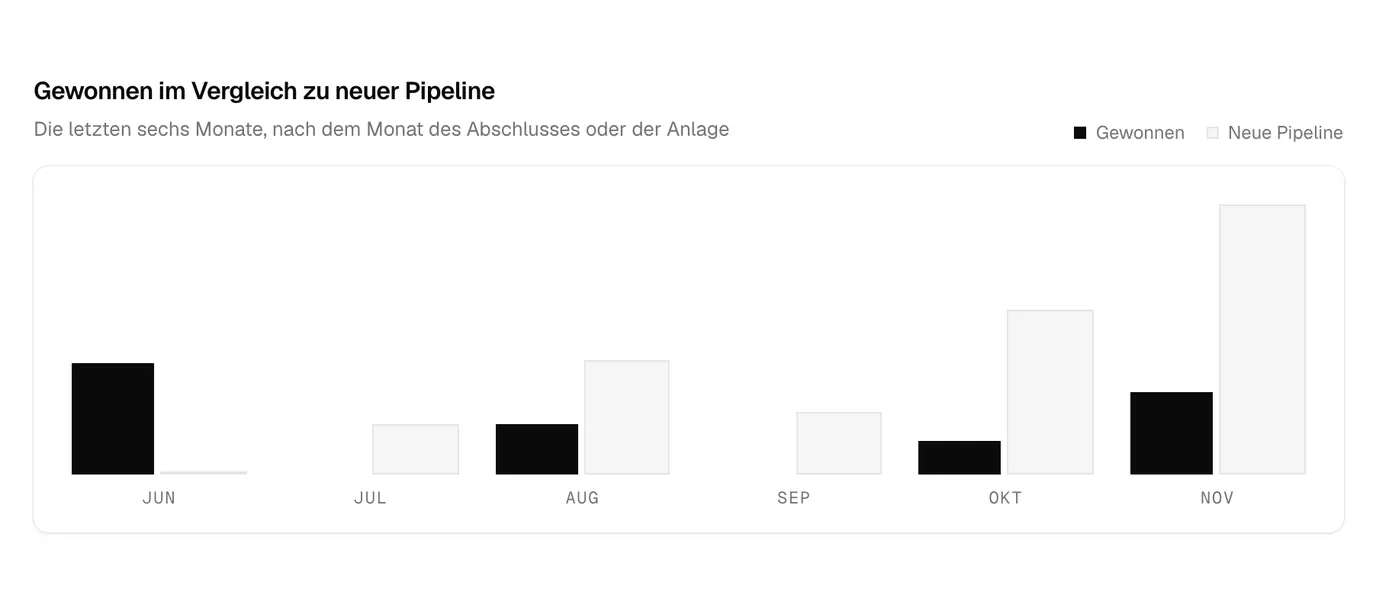 Gewonnen im Vergleich zu neuer Pipeline
Die letzten sechs Monate, nach dem Monat des Abschlusses oder der Anlage
Gewonnen
Neue Pipeline
JUN
JUL
AUG
SEP
OKT
NOV